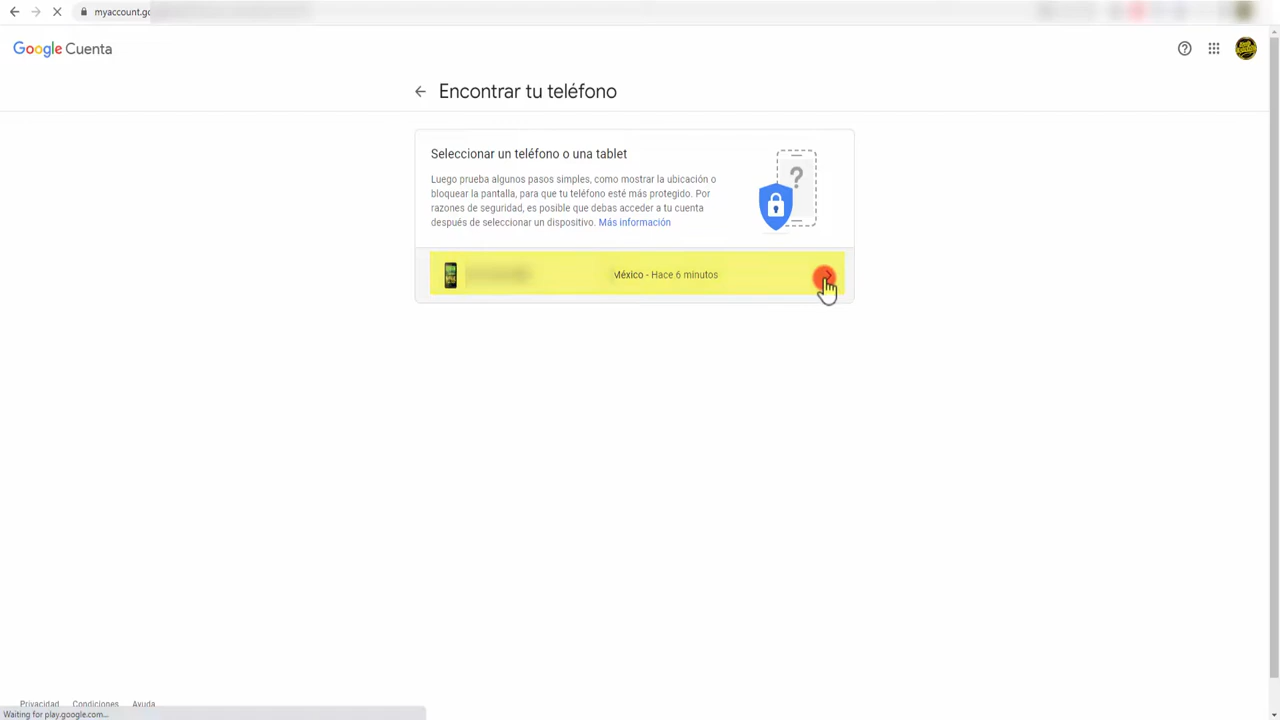 myaccount.go
Google Cuenta
Encontrar tu teléfono
Seleccionar un teléfono o una tablet
Luego prueba algunos pasos simples, como mostrar la ubicación o
bloquear la pantalla, para que tu teléfono esté más protegido. Por
razones de seguridad, es posible que debas acceder a tu cuenta
después de seleccionar un dispositivo. Más información
México - Hace 6 minutos
Privacidad Condiciones Ayuda
Waiting for play.google.com...